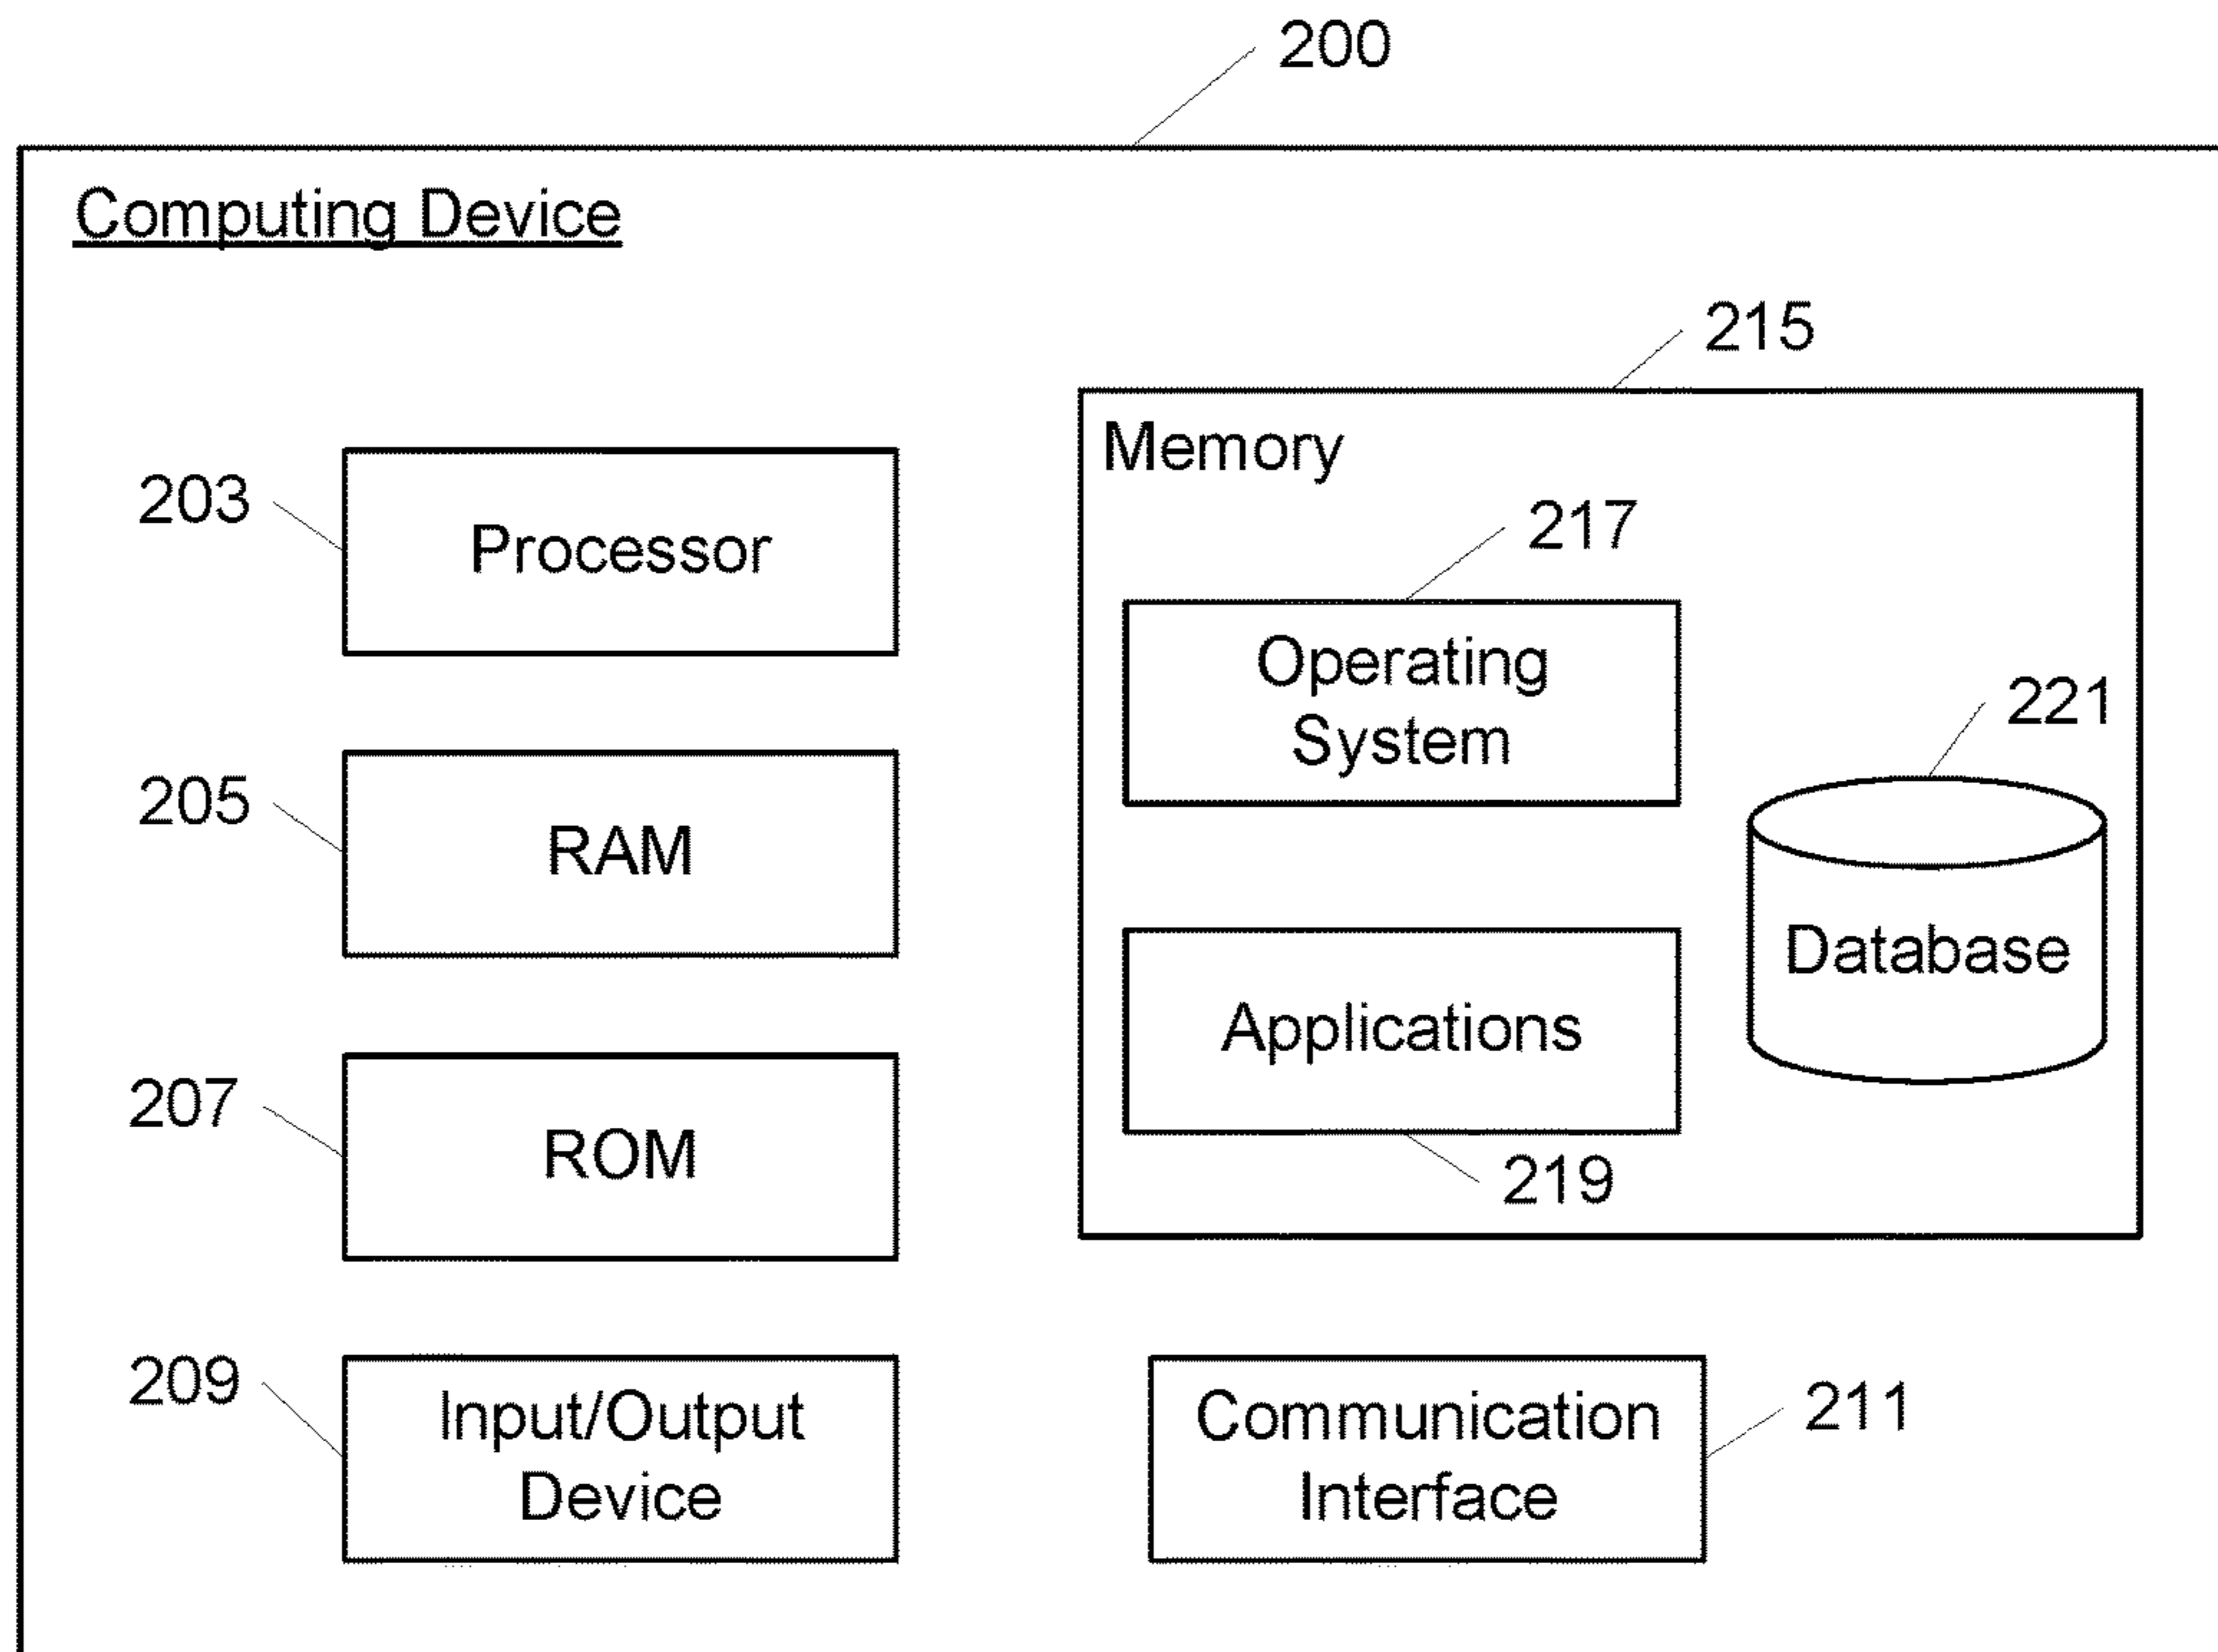 200
Computing Device
215
Memory
203
Processor
217
Operating
System
221
205
RAM
Database
Applications
207
ROM
219
209
Input/Output
Device
Communication
Interface
211